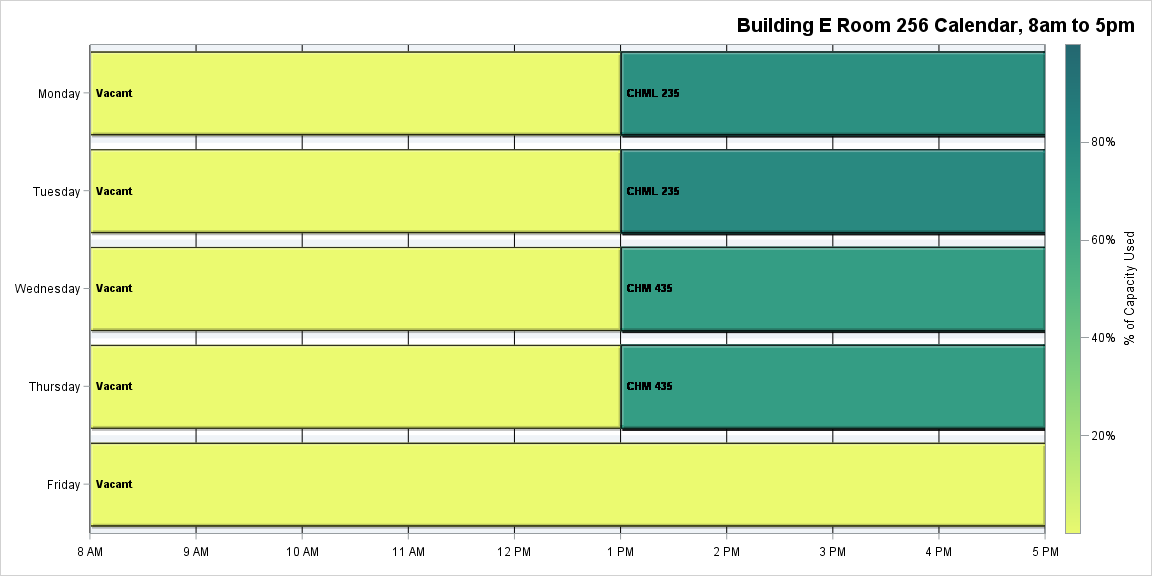 Building E Room 256 Calendar, 8am to 5pm
Monday
Vacant
CHML 235
Tuesday
Vacant
CHML 235
Wednesday
Vacant
CHM 435
Thursday
Vacant
CHM 435
Friday
Vacant
8 AM
9 AM
10 AM
11 AM
12 PM
1 PM
2 PM
3 PM
4 PM
5 PM
80%
60%
40%
20%
% of Capacity Used